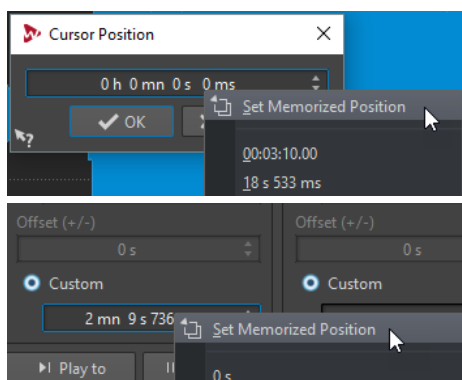 Cursor Position
0 h 0 mn 0 s 0 ms
Set Memorized Position
OK
00:03:10.00
18 s 533 ms
Offset (+/-)
Offset (+/-)
0 s
0 s
Custom
Custom
2 mn 9 s 736
Set Memorized Position
Play to
0 s